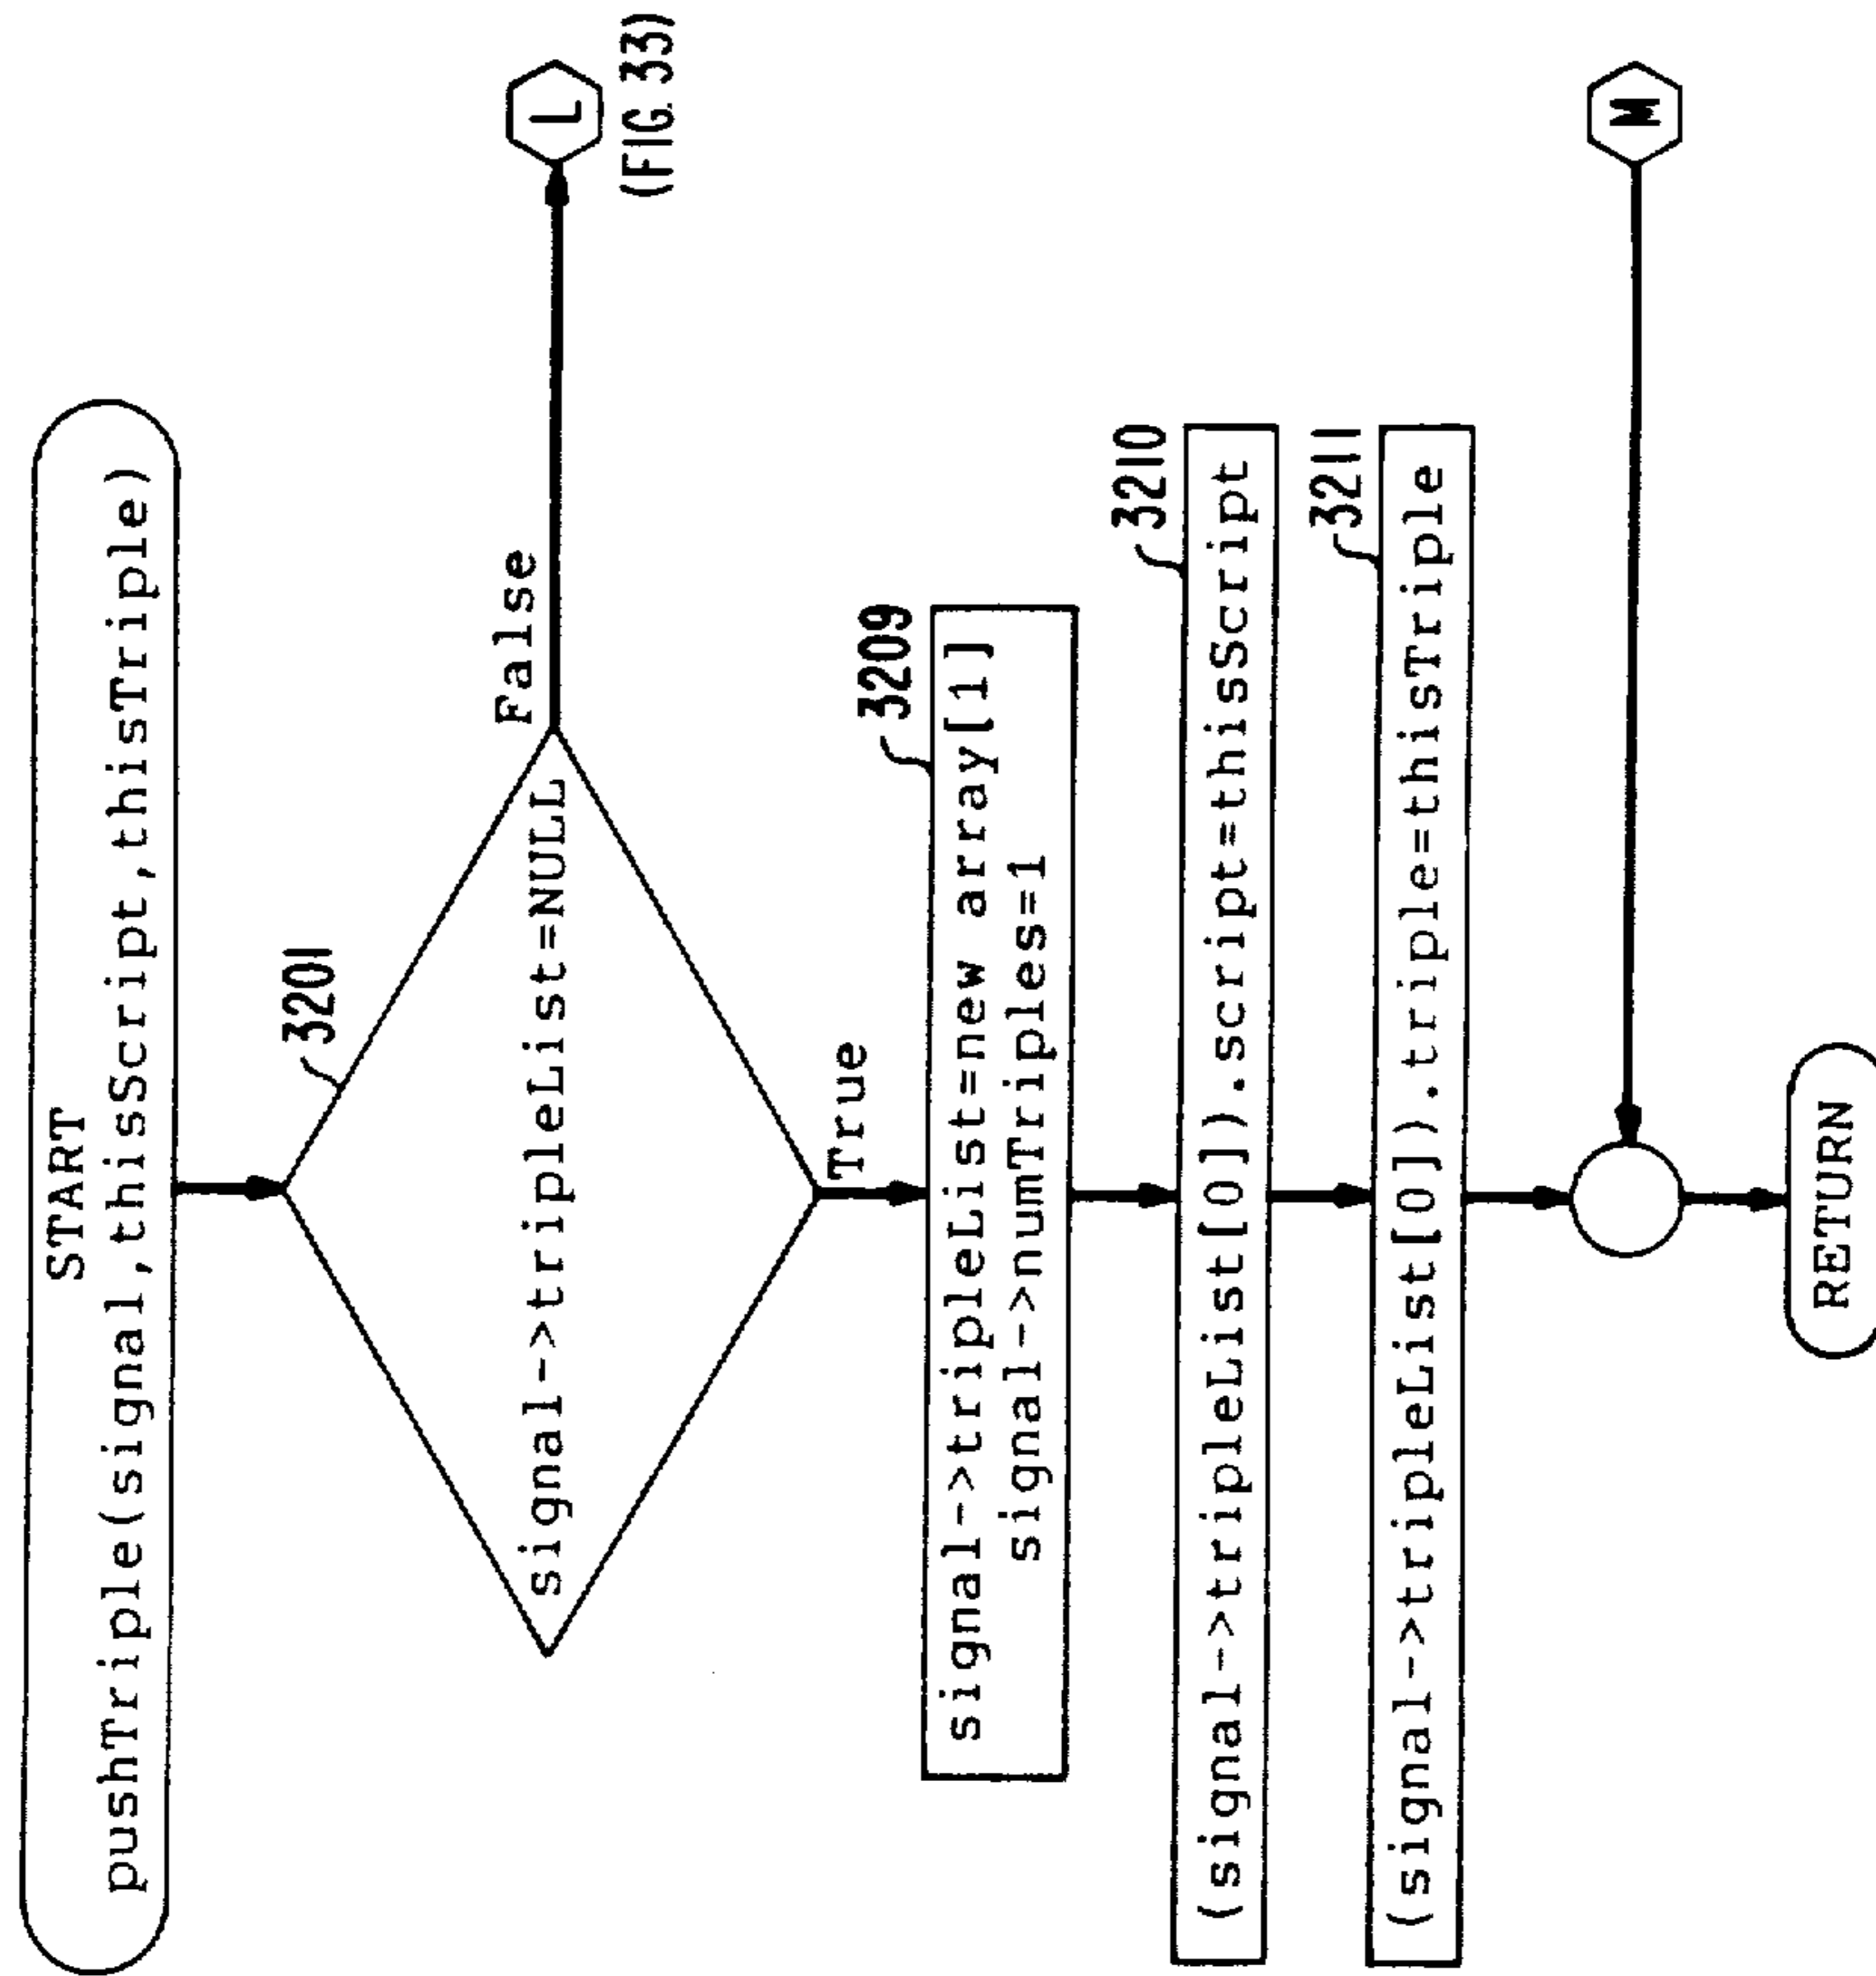 START
pushTriple(signal,thisScript,thisTriple)
3201
signal->tripleList=NULL
False
L
(FIG. 33)
True
3209
signal->tripleList=new array[1]
signal->numTriples=1
3210
(signal->tripleList[0]).script=thisScript
3211
(signal->tripleList[0]).triple=thisTriple
M
RETURN